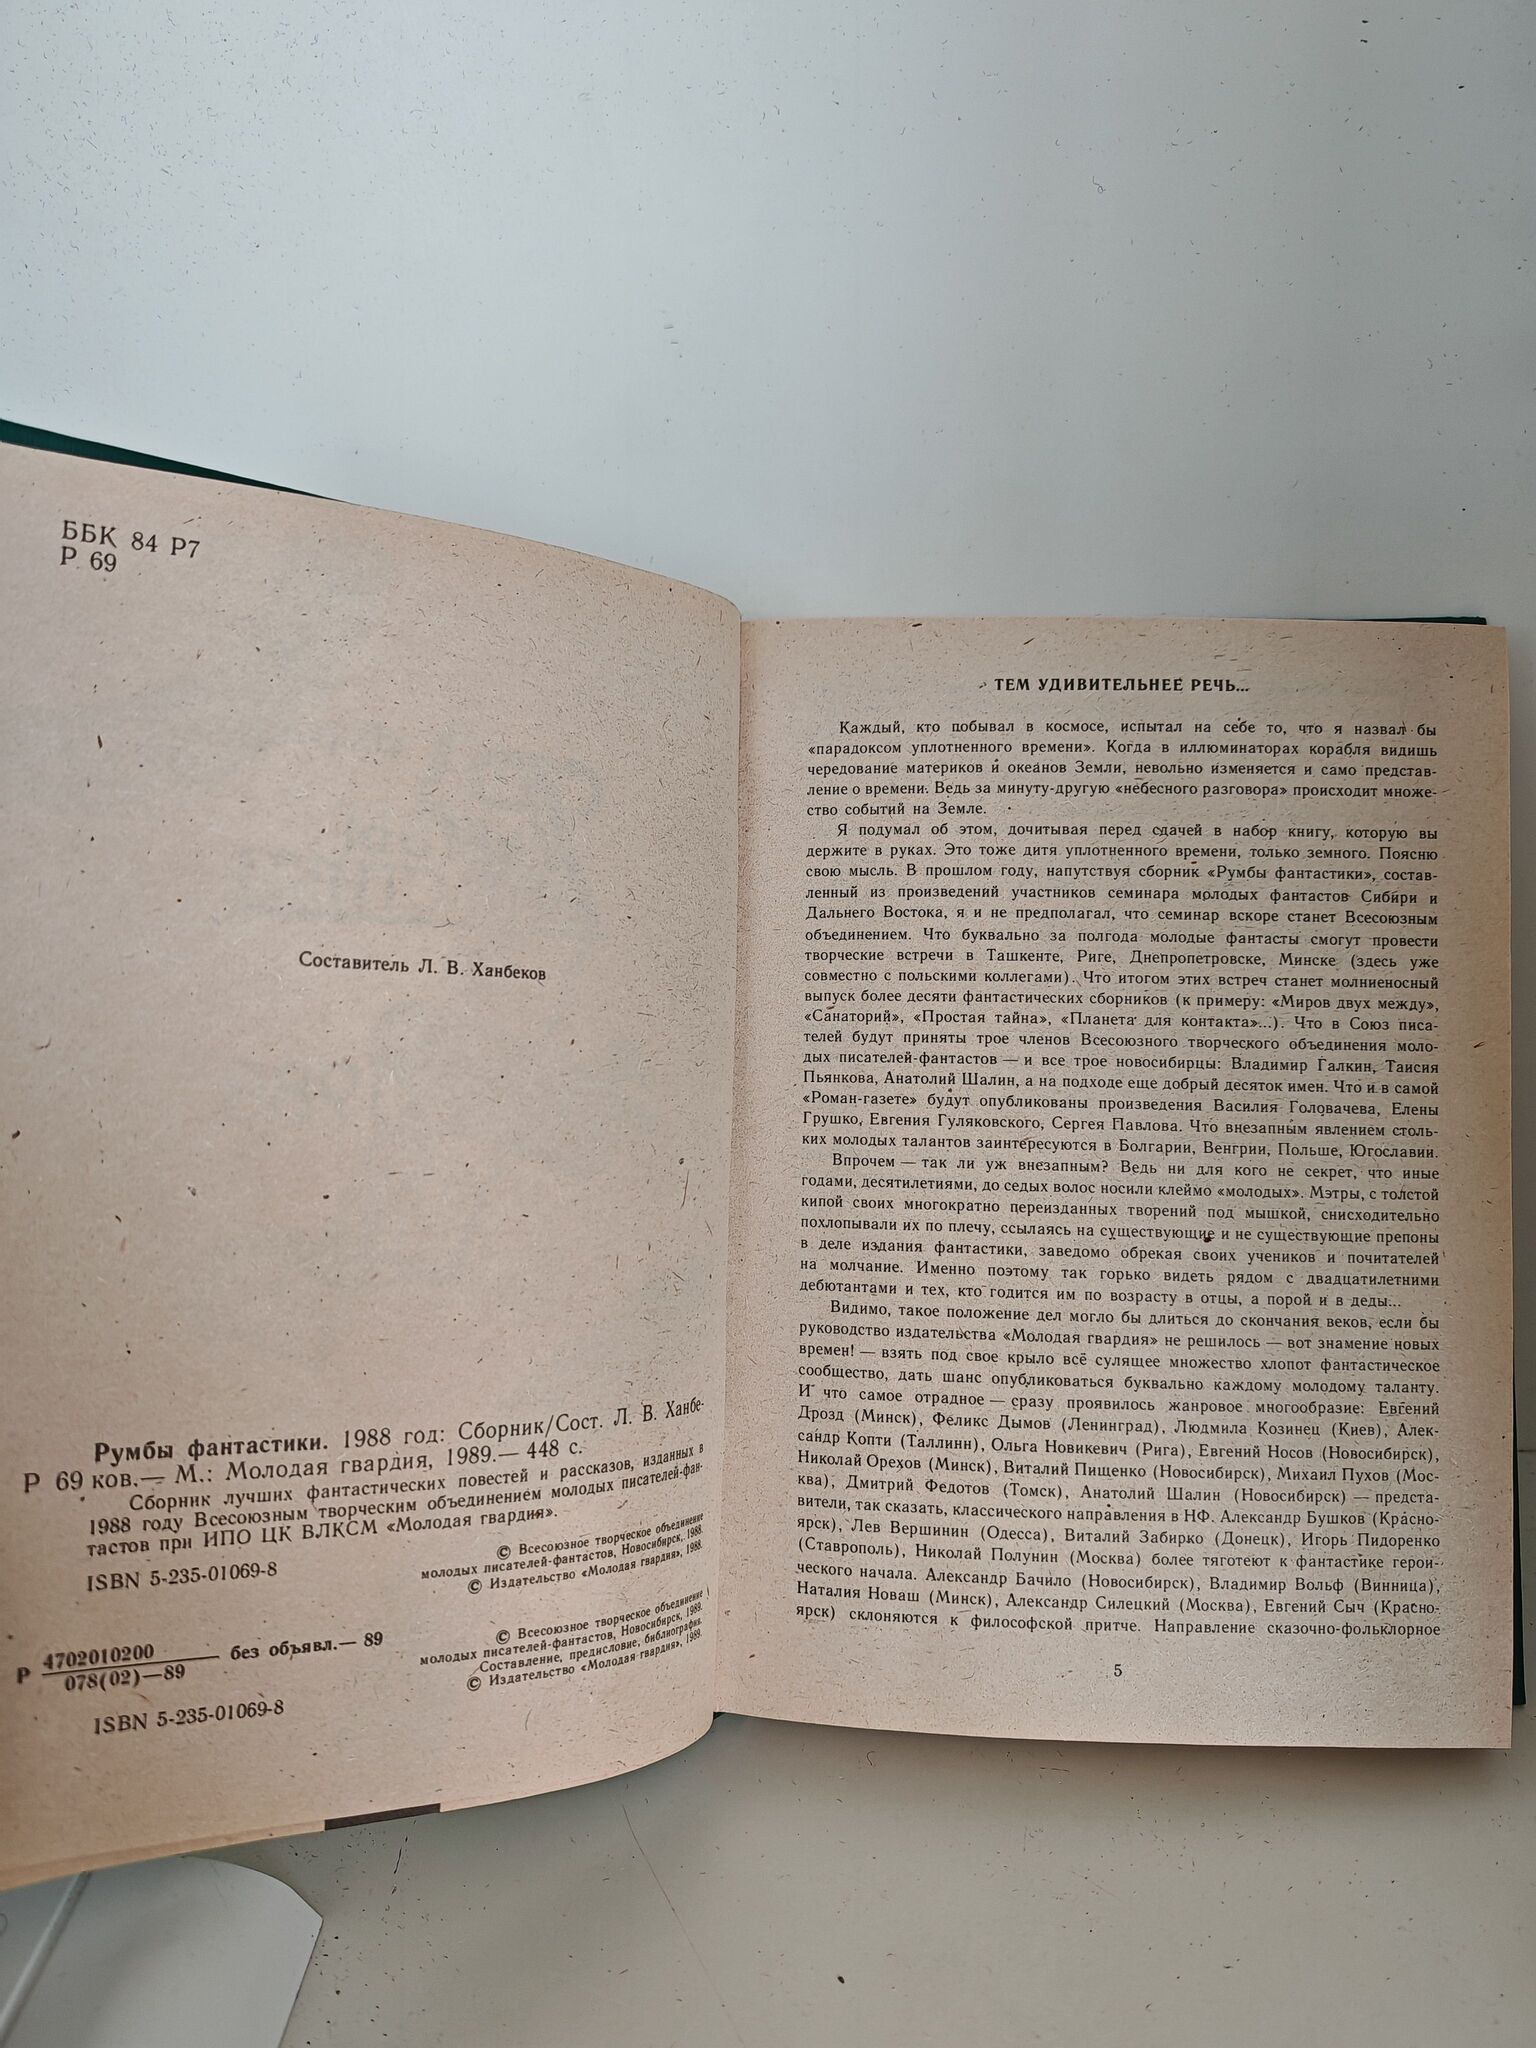 ББК 84 Р7
Р 69
Составитель Л. В. Ханбеков
Румбы фантастики. 1988 год: Сборник/Сост. Л. В. Ханбе-
Р 69 ков.— М.: Молодая гвардия, 1989.— 448 с.
Сборник лучших фантастических повестей и рассказов, изданных в
1988 году Всесоюзным творческим объединением молодых писателей-фан-
тастов при ИПО ЦК ВЛКСМ «Молодая гвардия».
© Всесоюзное творческое объединение
молодых писателей-фантастов, Новосибирск, 1988.
© Издательство «Молодая гвардия», 1988.
ISBN 5-235-01069-8
© Всесоюзное творческое объединение
молодых писателей-фантастов, Новосибирск, 1989.
Составление, предисловие, библиография.
© Издательство «Молодая гвардия», 1989.
Р 4702010200 без объявл.— 89
078(02)—89
ISBN 5-235-01069-8
ТЕМ УДИВИТЕЛЬНЕЕ РЕЧЬ...
Каждый, кто побывал в космосе, испытал на себе то, что я назвал бы
«парадоксом уплотненного времени». Когда в иллюминаторах корабля видишь
чередование материков и океанов Земли, невольно изменяется и само представ-
ление о времени. Ведь за минуту-другую «небесного разговора» происходит множе-
ство событий на Земле.
Я подумал об этом, дочитывая перед сдачей в набор книгу, которую вы
держите в руках. Это тоже дитя уплотненного времени, только земного. Поясню
свою мысль. В прошлом году, напутствуя сборник «Румбы фантастики», состав-
ленный из произведений участников семинара молодых фантастов Сибири и
Дальнего Востока, я и не предполагал, что семинар вскоре станет Всесоюзным
объединением. Что буквально за полгода молодые фантасты смогут провести
творческие встречи в Ташкенте, Риге, Днепропетровске, Минске (здесь уже
совместно с польскими коллегами). Что итогом этих встреч станет молниеносный
выпуск более десяти фантастических сборников (к примеру: «Миров двух между»,
«Санаторий», «Простая тайна», «Планета для контакта»...). Что в Союз писа-
телей будут приняты трое членов Всесоюзного творческого объединения моло-
дых писателей-фантастов — и все трое новосибирцы: Владимир Галкин, Таисия
Пьянкова, Анатолий Шалин, а на подходе еще добрый десяток имен. Что и в самой
«Роман-газете» будут опубликованы произведения Василия Головачева, Елены
Грушко, Евгения Гуляковского, Сергея Павлова. Что внезапным явлением столь-
ких молодых талантов заинтересуются в Болгарии, Венгрии, Польше, Югославии.
Впрочем — так ли уж внезапным? Ведь ни для кого не секрет, что иные
годами, десятилетиями, до седых волос носили клеймо «молодых». Мэтры, с толстой
кипой своих многократно переизданных творений под мышкой, снисходительно
похлопывали их по плечу, ссылаясь на существующие и не существующие препоны
в деле издания фантастики, заведомо обрекая своих учеников и почитателей
на молчание. Именно поэтому так горько видеть рядом с двадцатилетними
дебютантами и тех, кто годится им по возрасту в отцы, а порой и в деды...
Видимо, такое положение дел могло бы длиться до скончания веков, если бы
руководство издательства «Молодая гвардия» не решилось — вот знамение новых
времен! — взять под свое крыло всё сулящее множество хлопот фантастическое
сообщество, дать шанс опубликоваться буквально каждому молодому таланту.
И что самое отрадное — сразу проявилось жанровое многообразие: Евгений
Дрозд (Минск), Феликс Дымов (Ленинград), Людмила Козинец (Киев), Алек-
сандр Копти (Таллинн), Ольга Новикевич (Рига), Евгений Носов (Новосибирск),
Николай Орехов (Минск), Виталий Пищенко (Новосибирск), Михаил Пухов (Мос-
ква), Дмитрий Федотов (Томск), Анатолий Шалин (Новосибирск) — предста-
вители, так сказать, классического направления в НФ. Александр Бушков (Красно-
ярск), Лев Вершинин (Одесса), Виталий Забирко (Донецк), Игорь Пидоренко
(Ставрополь), Николай Полунин (Москва) более тяготеют к фантастике герои-
ческого начала. Александр Бачило (Новосибирск), Владимир Вольф (Винница),
Наталия Новаш (Минск), Александр Силецкий (Москва), Евгений Сыч (Красно-
ярск) склоняются к философской притче. Направление сказочно-фольклорное
5